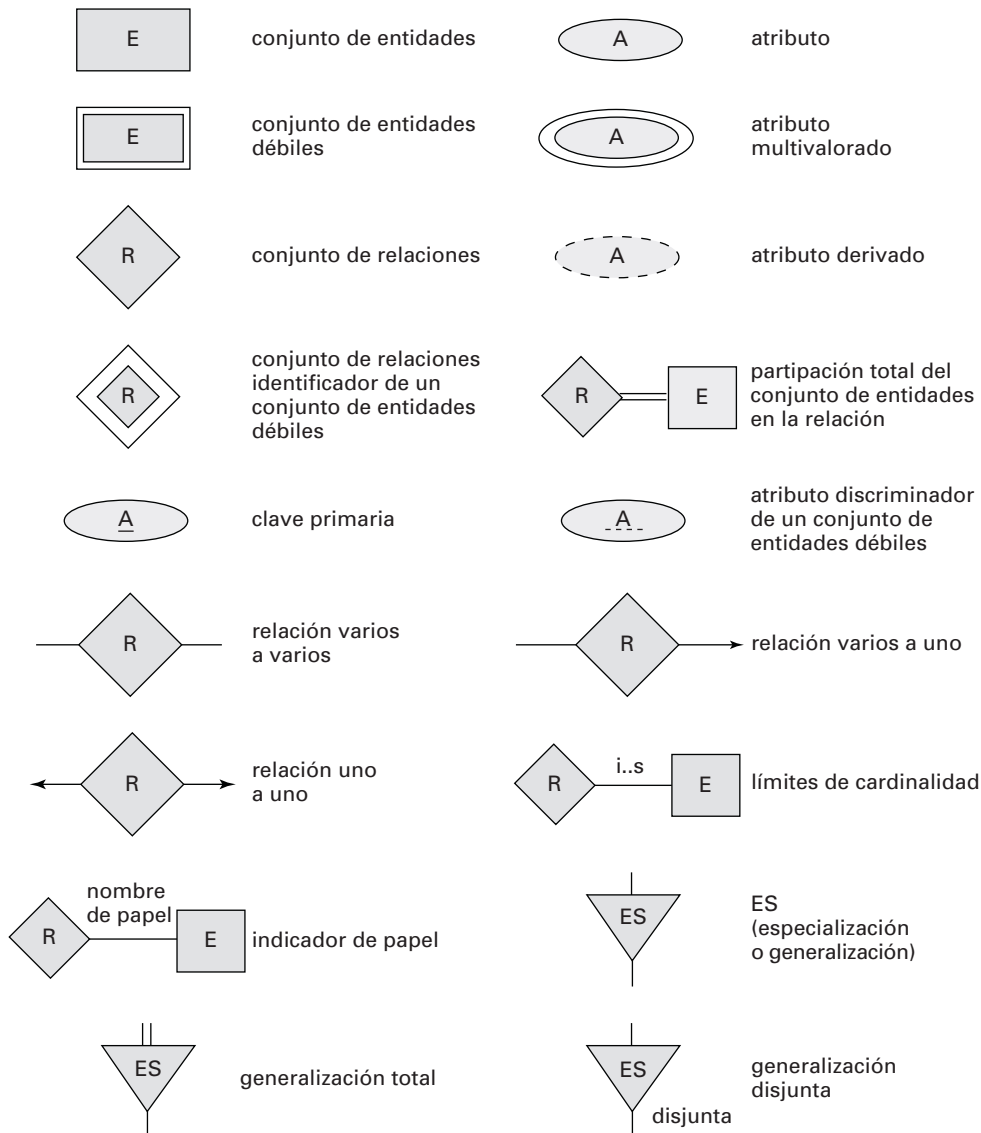 E
conjunto de entidades
A
atributo
E
conjunto de entidades
débiles
A
atributo
multivalorado
R
conjunto de relaciones
A
atributo derivado
R
conjunto de relaciones
identificador de un
conjunto de entidades
débiles
R
E
partipación total del
conjunto de entidades
en la relación
A
clave primaria
A
atributo discriminador
de un conjunto de
entidades débiles
R
relación varios
a varios
R
relación varios a uno
R
relación uno
a uno
R
i..s
E
límites de cardinalidad
R
nombre
de papel
E
indicador de papel
ES
ES
(especialización
o generalización)
ES
generalización total
ES
disjunta
generalización
disjunta